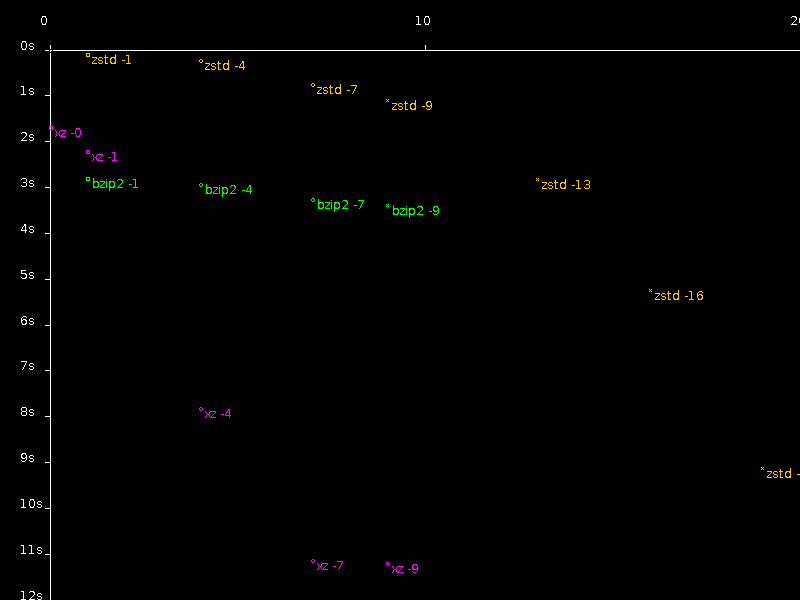 0 10 20
0s
zstd -1
zstd -4
zstd -7
1s
zstd -9
xz -0
2s
xz -1
bzip2 -1
zstd -13
3s
bzip2 -4
bzip2 -7
bzip2 -9
4s
5s
zstd -16
6s
7s
8s
xz -4
9s
zstd -
10s
11s
xz -7
xz -9
12s